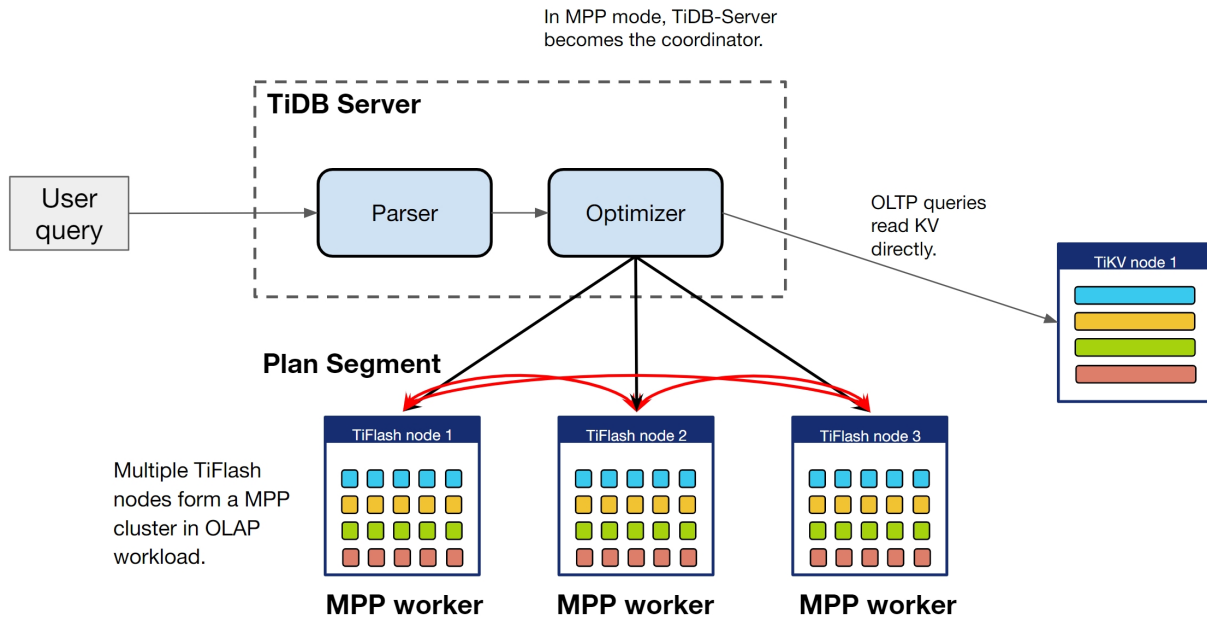 In MPP mode, TiDB-Server
becomes the coordinator.
TiDB Server
User
query
Parser
Optimizer
OLTP queries
read KV
directly.
TiKV node 1
Plan Segment
TiFlash node 1
TiFlash node 2
TiFlash node 3
Multiple TiFlash
nodes form a MPP
cluster in OLAP
workload.
MPP worker
MPP worker
MPP worker